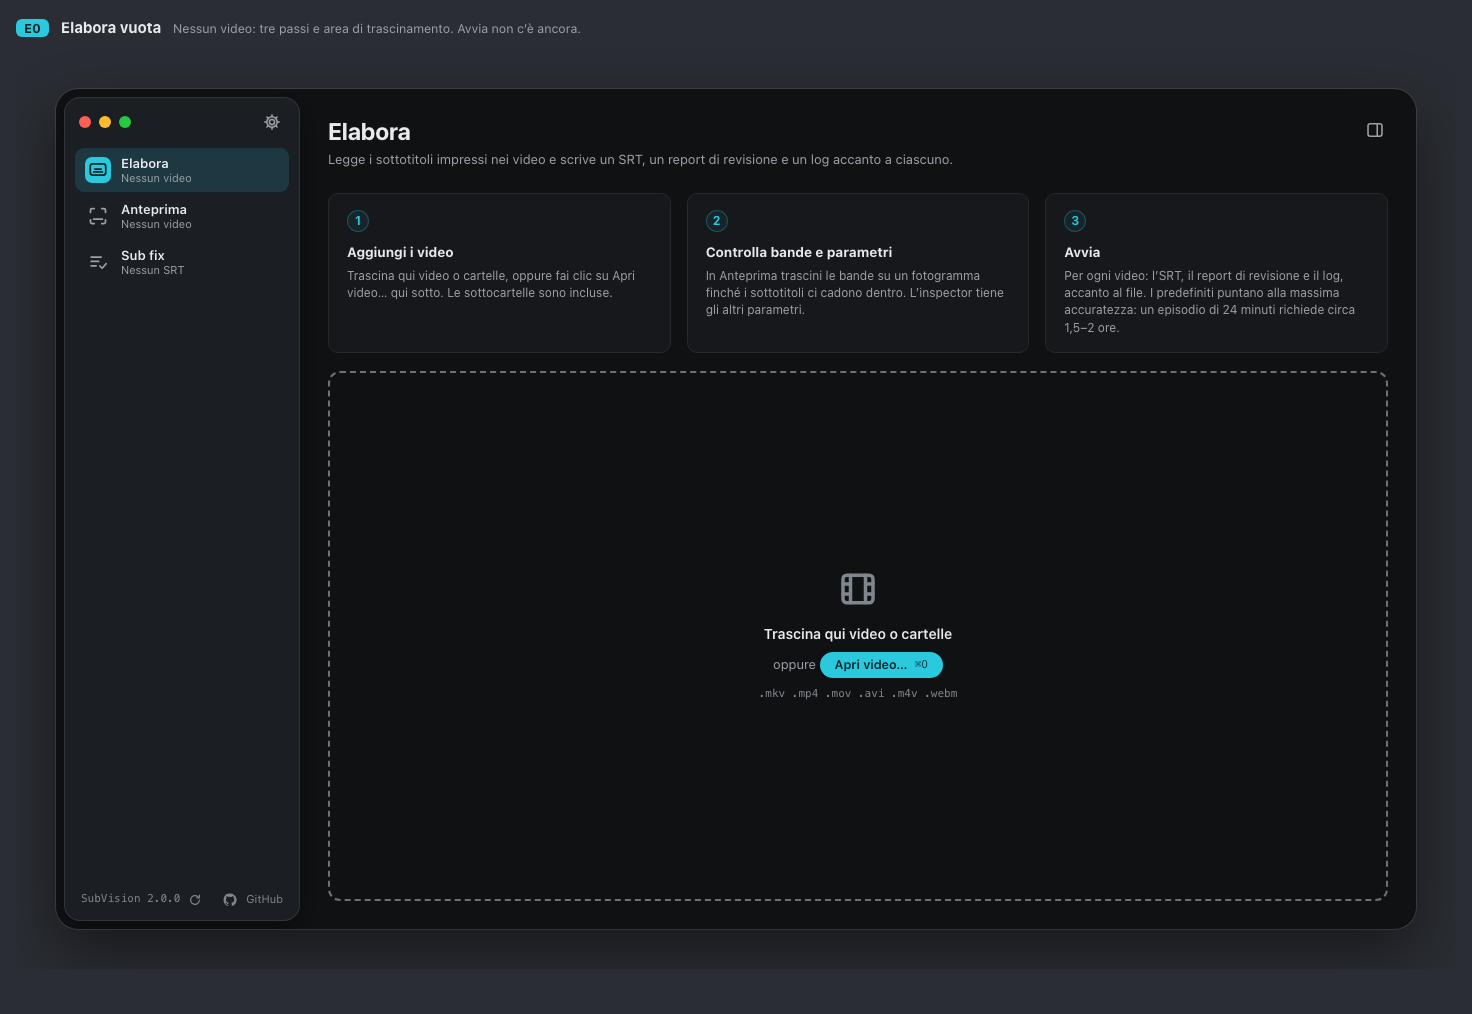 E0 Elabora vuota Nessun video: tre passi e area di trascinamento. Avvia non c'è ancora.
Elabora
Nessun video
Anteprima
Nessun video
Sub fix
Nessun SRT
SubVision 2.0.0 GitHub
Elabora
Legge i sottotitoli impressi nei video e scrive un SRT, un report di revisione e un log accanto a ciascuno.
1
Aggiungi i video
Trascina qui video o cartelle, oppure fai clic su Apri
video… qui sotto. Le sottocartelle sono incluse.
2
Controlla bande e parametri
In Anteprima trascini le bande su un fotogramma
finché i sottotitoli ci cadono dentro. L'inspector tiene
gli altri parametri.
3
Avvia
Per ogni video: l'SRT, il report di revisione e il log,
accanto al file. I predefiniti puntano alla massima
accuratezza: un episodio di 24 minuti richiede circa
1,5–2 ore.
Trascina qui video o cartelle
oppure Apri video… ⌘O
.mkv .mp4 .mov .avi .m4v .webm